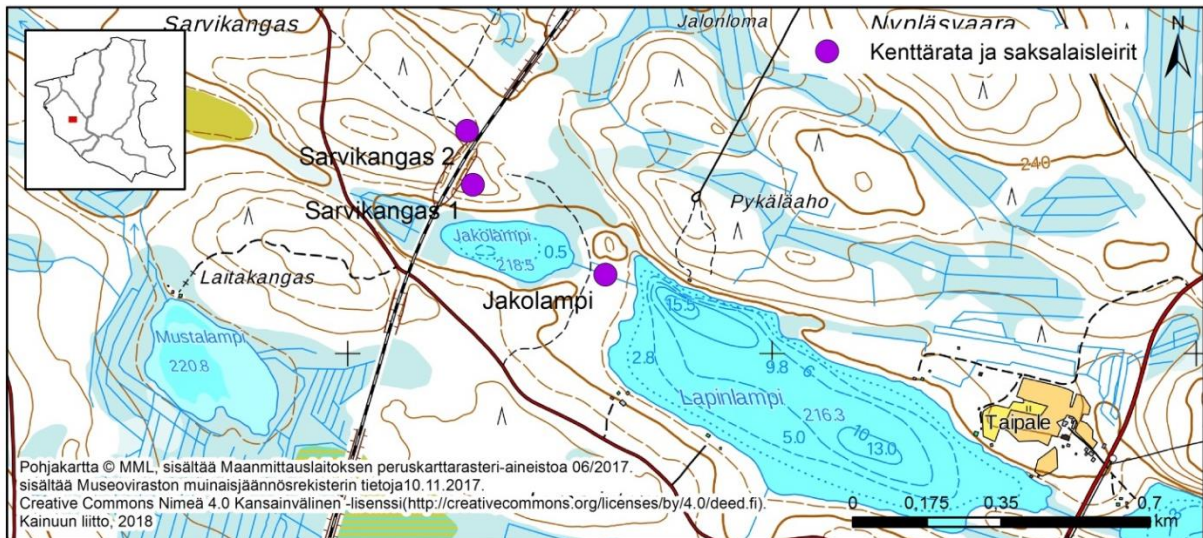 Sarvikangas
Jalonloma
Nypläsvaara
N
Kenttärata ja saksalaisleirit
Sarvikangas 2
240
Sarvikangas 1
Pykäläaho
Jakolampi
0.5
218.5
Laitakangas
Jakolampi
15.5
Mustalampi
220.8
2.8
9.8
6
Lapinlampi
216.3
10
5.0
13.0
Taipale
Pohjakartta © MML, sisältää Maanmittauslaitoksen peruskarttarasteri-aineistoa 06/2017.
sisältää Museoviraston muinaisjäännösrekisterin tietoja10.11.2017.
Creative Commons Nimeä 4.0 Kansainvälinen -lisenssi(http://creativecommons.org/licenses/by/4.0/deed.fi).
Kainuun liitto, 2018
0 0,175 0,35 0,7
km